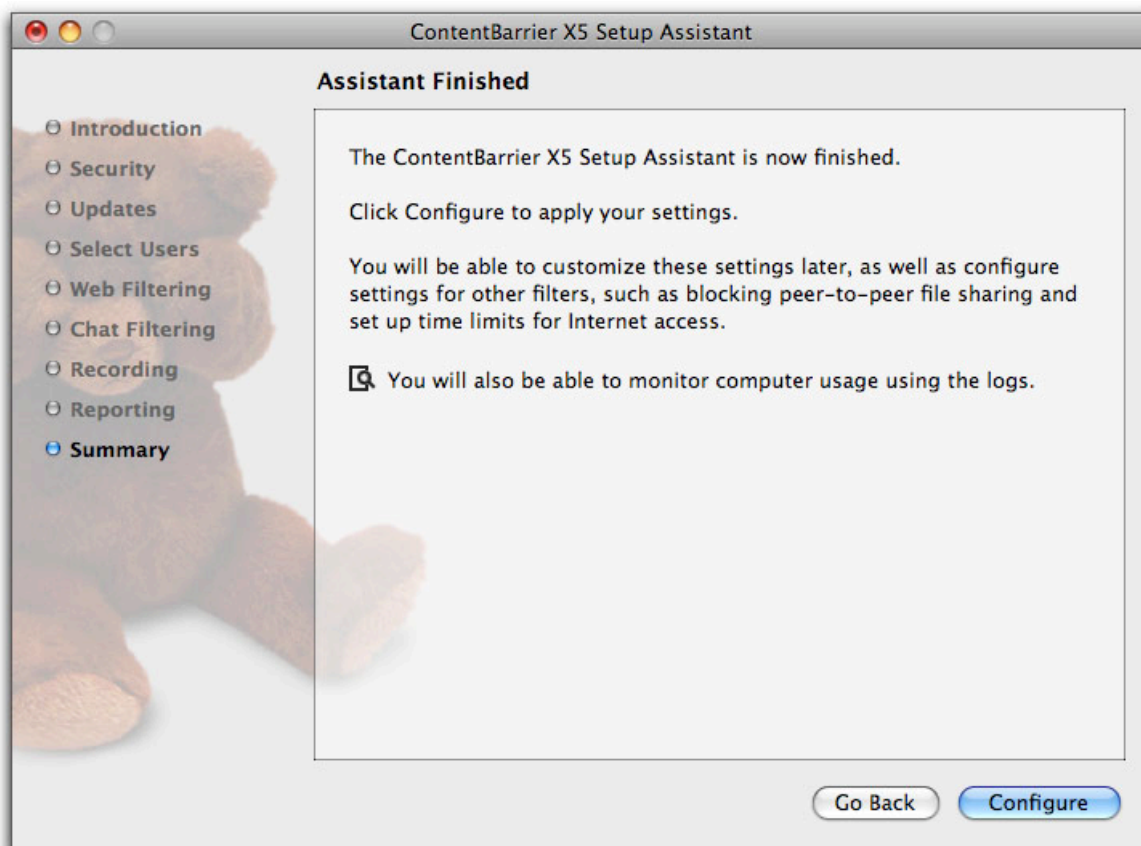 ContentBarrier X5 Setup Assistant
Assistant Finished
Introduction
Security
Updates
Select Users
Web Filtering
Chat Filtering
Recording
Reporting
Summary
The ContentBarrier X5 Setup Assistant is now finished.
Click Configure to apply your settings.
You will be able to customize these settings later, as well as configure
settings for other filters, such as blocking peer-to-peer file sharing and
set up time limits for Internet access.
You will also be able to monitor computer usage using the logs.
Go Back
Configure